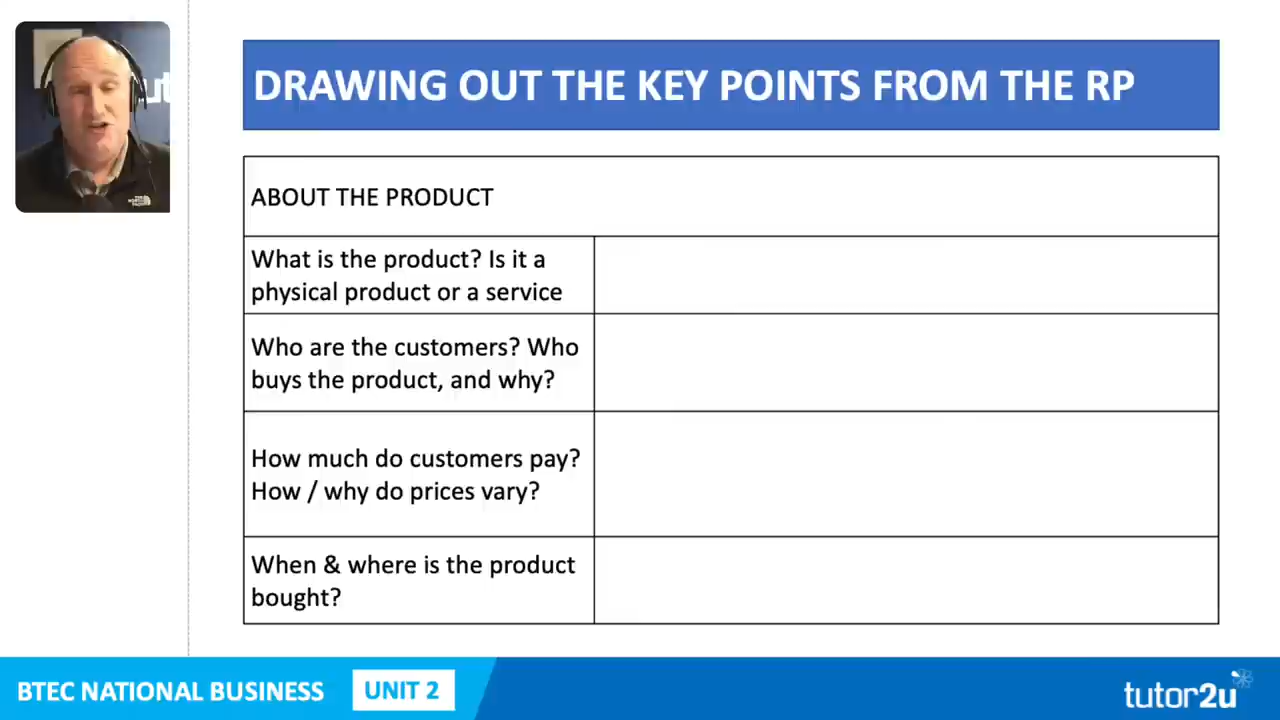 DRAWING OUT THE KEY POINTS FROM THE RP
ABOUT THE PRODUCT
What is the product? Is it a
physical product or a service
Who are the customers? Who
buys the product, and why?
How much do customers pay?
How / why do prices vary?
When & where is the product
bought?
BTEC NATIONAL BUSINESS
UNIT 2
tutor2u